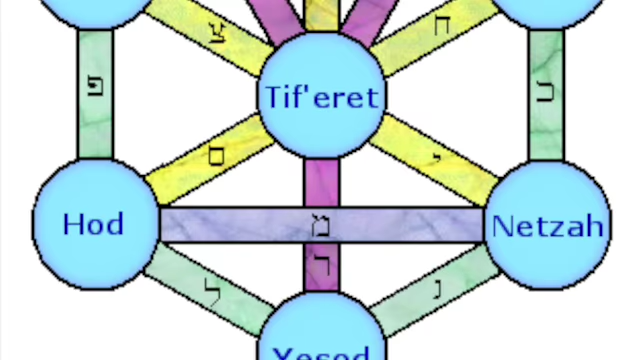 צ
ח
פ
Tif'eret
כ
ס
י
Hod
מ
Netzah
ר
ל
נ
Yesod